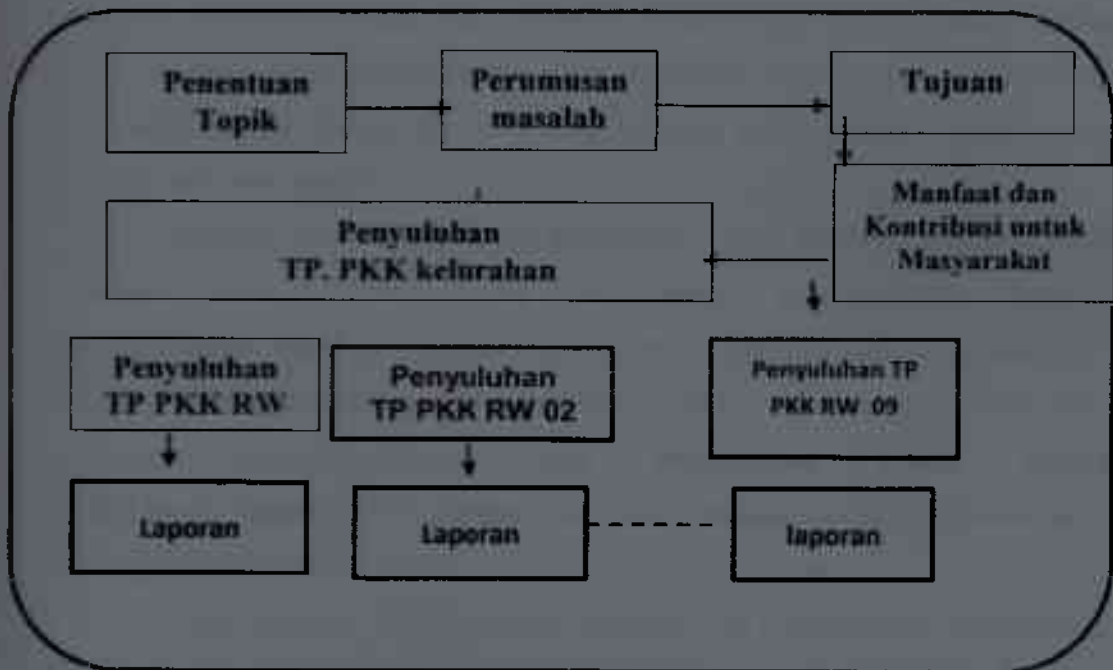 Penentuan
Topik
Perumusan
masalab
Tujuan
Manfaat dan
Kontribusi untuk
Masyarakat
Penyuluhan
TP. PKK kelurahan
Penyuluhan
TP PKK RW
Penyuluhan
TP PKK RW 02
Penyuluhan TP
PKK RW 09
Laporan
Laporan
laporan